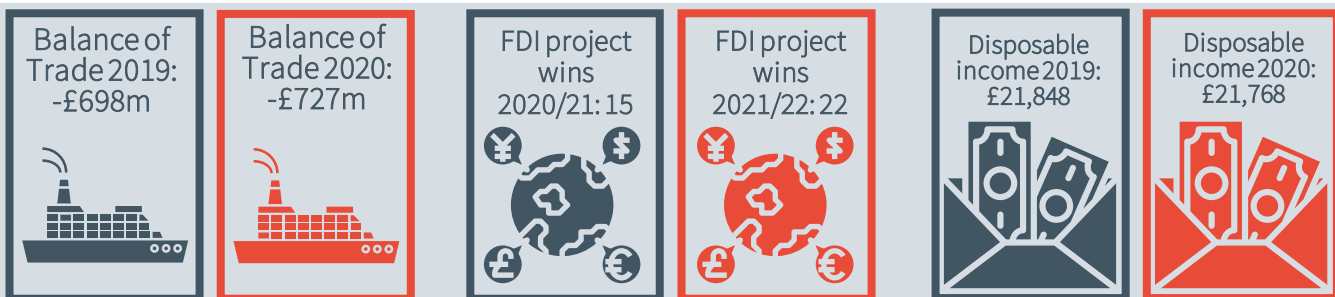 Balance of
Trade 2019:
-£698m
Balance of
Trade 2020:
-£727m
FDI project
wins
2020/21: 15
¥
$
£
€
FDI project
wins
2021/22: 22
¥
$
£
€
Disposable
income 2019:
£21,848
Disposable
income 2020:
£21,768